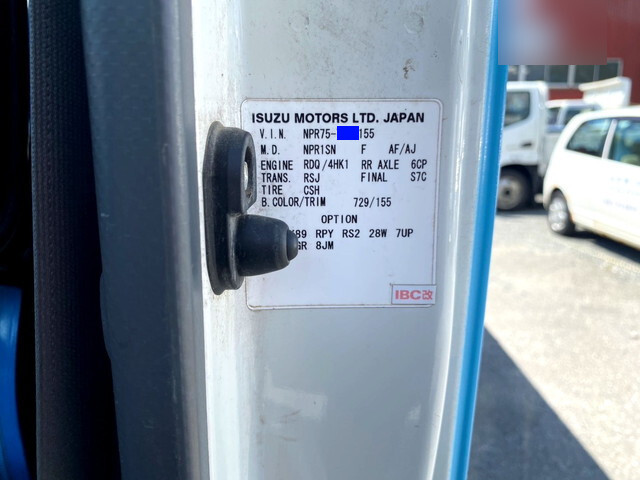 ISUZU MOTORS LTD. JAPAN
V.I.N. NPR75-155
M.D. NPR1SN F AF/AJ
ENGINE RDQ/4HK1 RR AXLE 6CP
TRANS. RSJ FINAL S7C
TIRE CSH
B.COLOR/TRIM 729/155
OPTION
RPY RS2 28W 7UP
8JM
IBC改